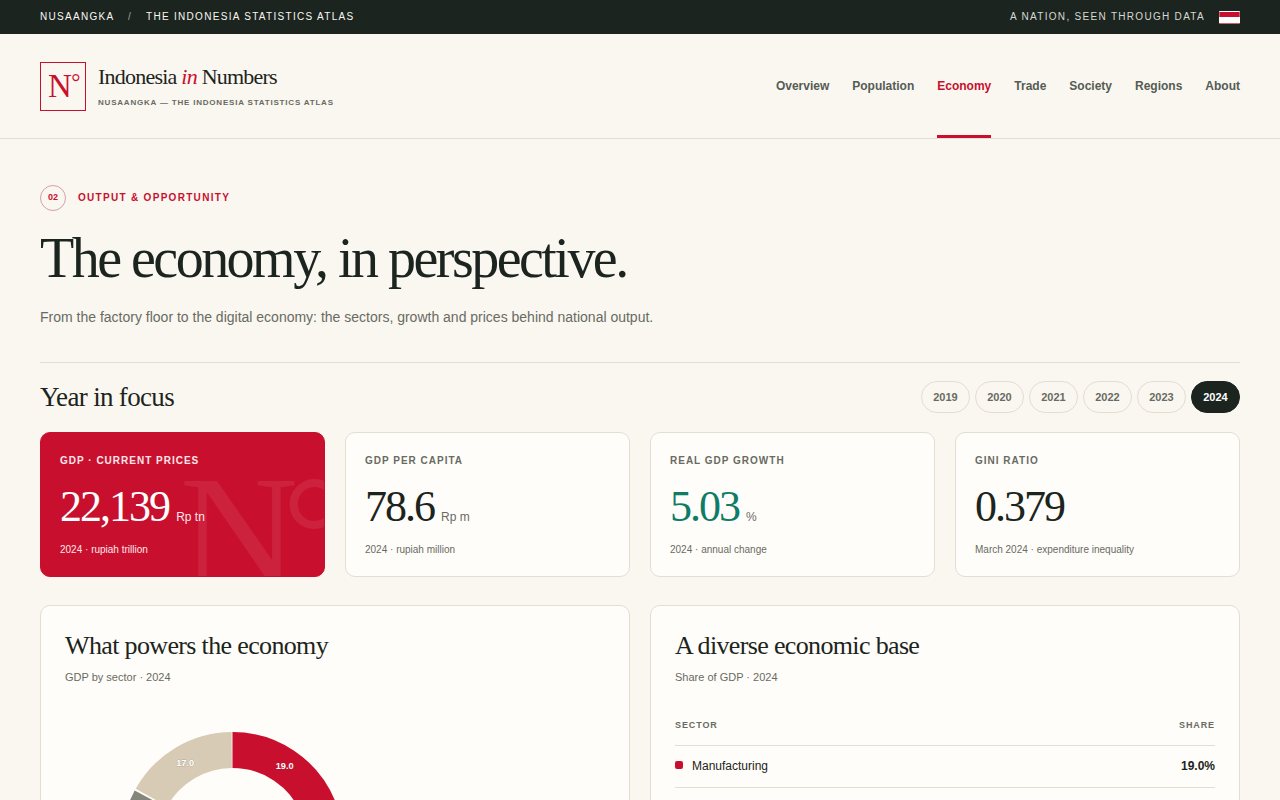 NUSAANGKA / THE INDONESIA STATISTICS ATLAS
A NATION, SEEN THROUGH DATA
N°
Indonesia in Numbers
NUSAANGKA — THE INDONESIA STATISTICS ATLAS
Overview Population Economy Trade Society Regions About
02 OUTPUT & OPPORTUNITY
The economy, in perspective.
From the factory floor to the digital economy: the sectors, growth and prices behind national output.
Year in focus
2019 2020 2021 2022 2023 2024
GDP · CURRENT PRICES
22,139 Rp tn
2024 · rupiah trillion
N°
GDP PER CAPITA
78.6 Rp m
2024 · rupiah million
REAL GDP GROWTH
5.03 %
2024 · annual change
GINI RATIO
0.379
March 2024 · expenditure inequality
What powers the economy
GDP by sector · 2024
17.0
19.0
A diverse economic base
Share of GDP · 2024
SECTOR SHARE
Manufacturing 19.0%